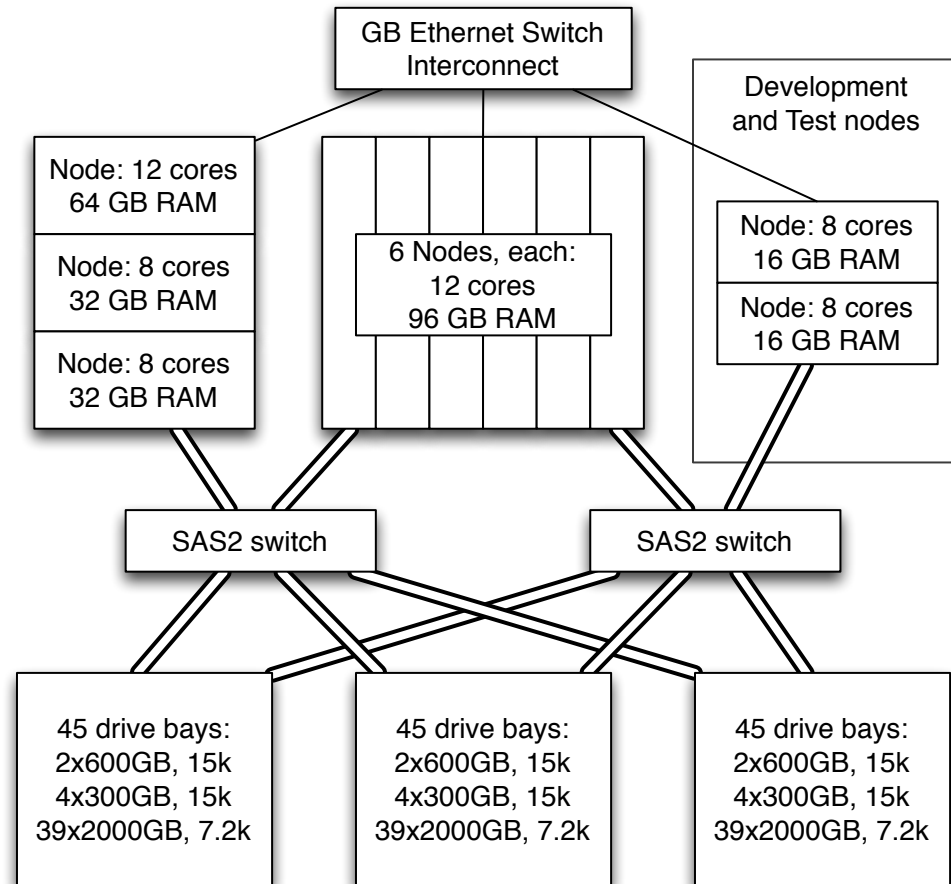 GB Ethernet Switch
Interconnect
Development
and Test nodes
Node: 12 cores
64 GB RAM
Node: 8 cores
32 GB RAM
Node: 8 cores
32 GB RAM
6 Nodes, each:
12 cores
96 GB RAM
Node: 8 cores
16 GB RAM
Node: 8 cores
16 GB RAM
SAS2 switch
SAS2 switch
45 drive bays:
2x600GB, 15k
4x300GB, 15k
39x2000GB, 7.2k
45 drive bays:
2x600GB, 15k
4x300GB, 15k
39x2000GB, 7.2k
45 drive bays:
2x600GB, 15k
4x300GB, 15k
39x2000GB, 7.2k